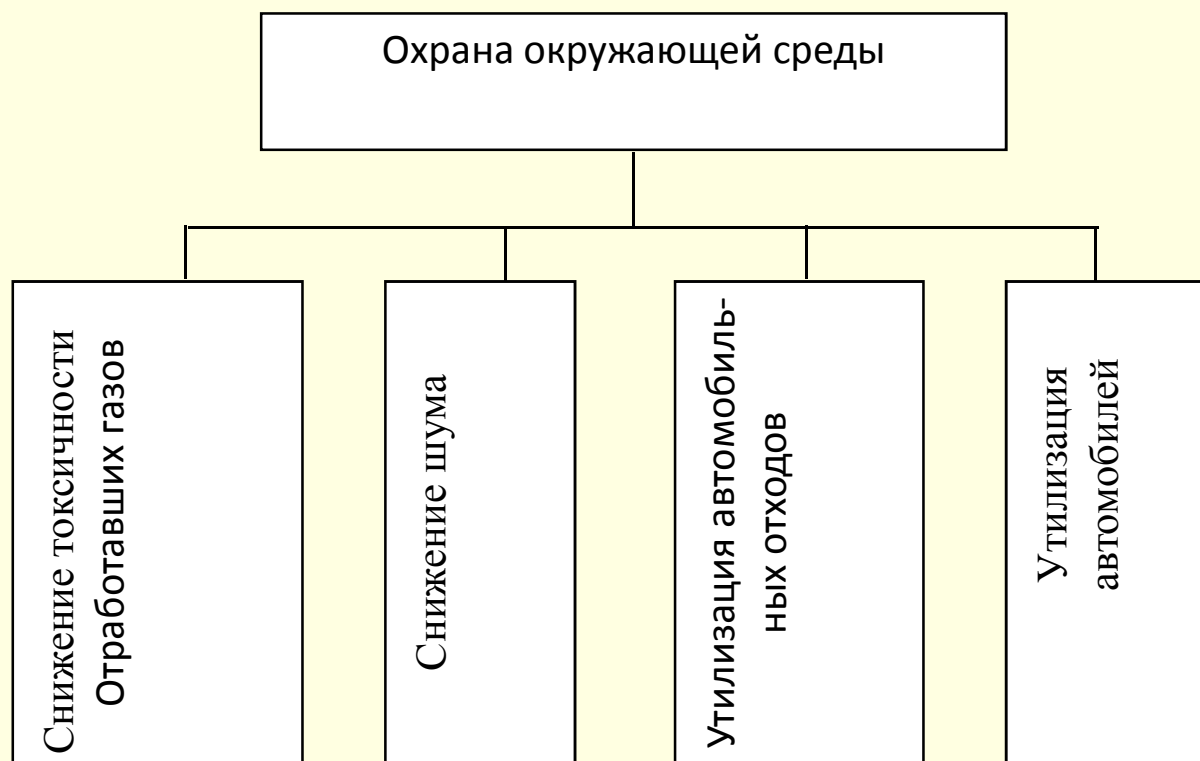 Охрана окружающей среды
Снижение токсичности
Отработавших газов
Снижение шума
Утилизация автомобиль-
ных отходов
Утилизация
автомобилей